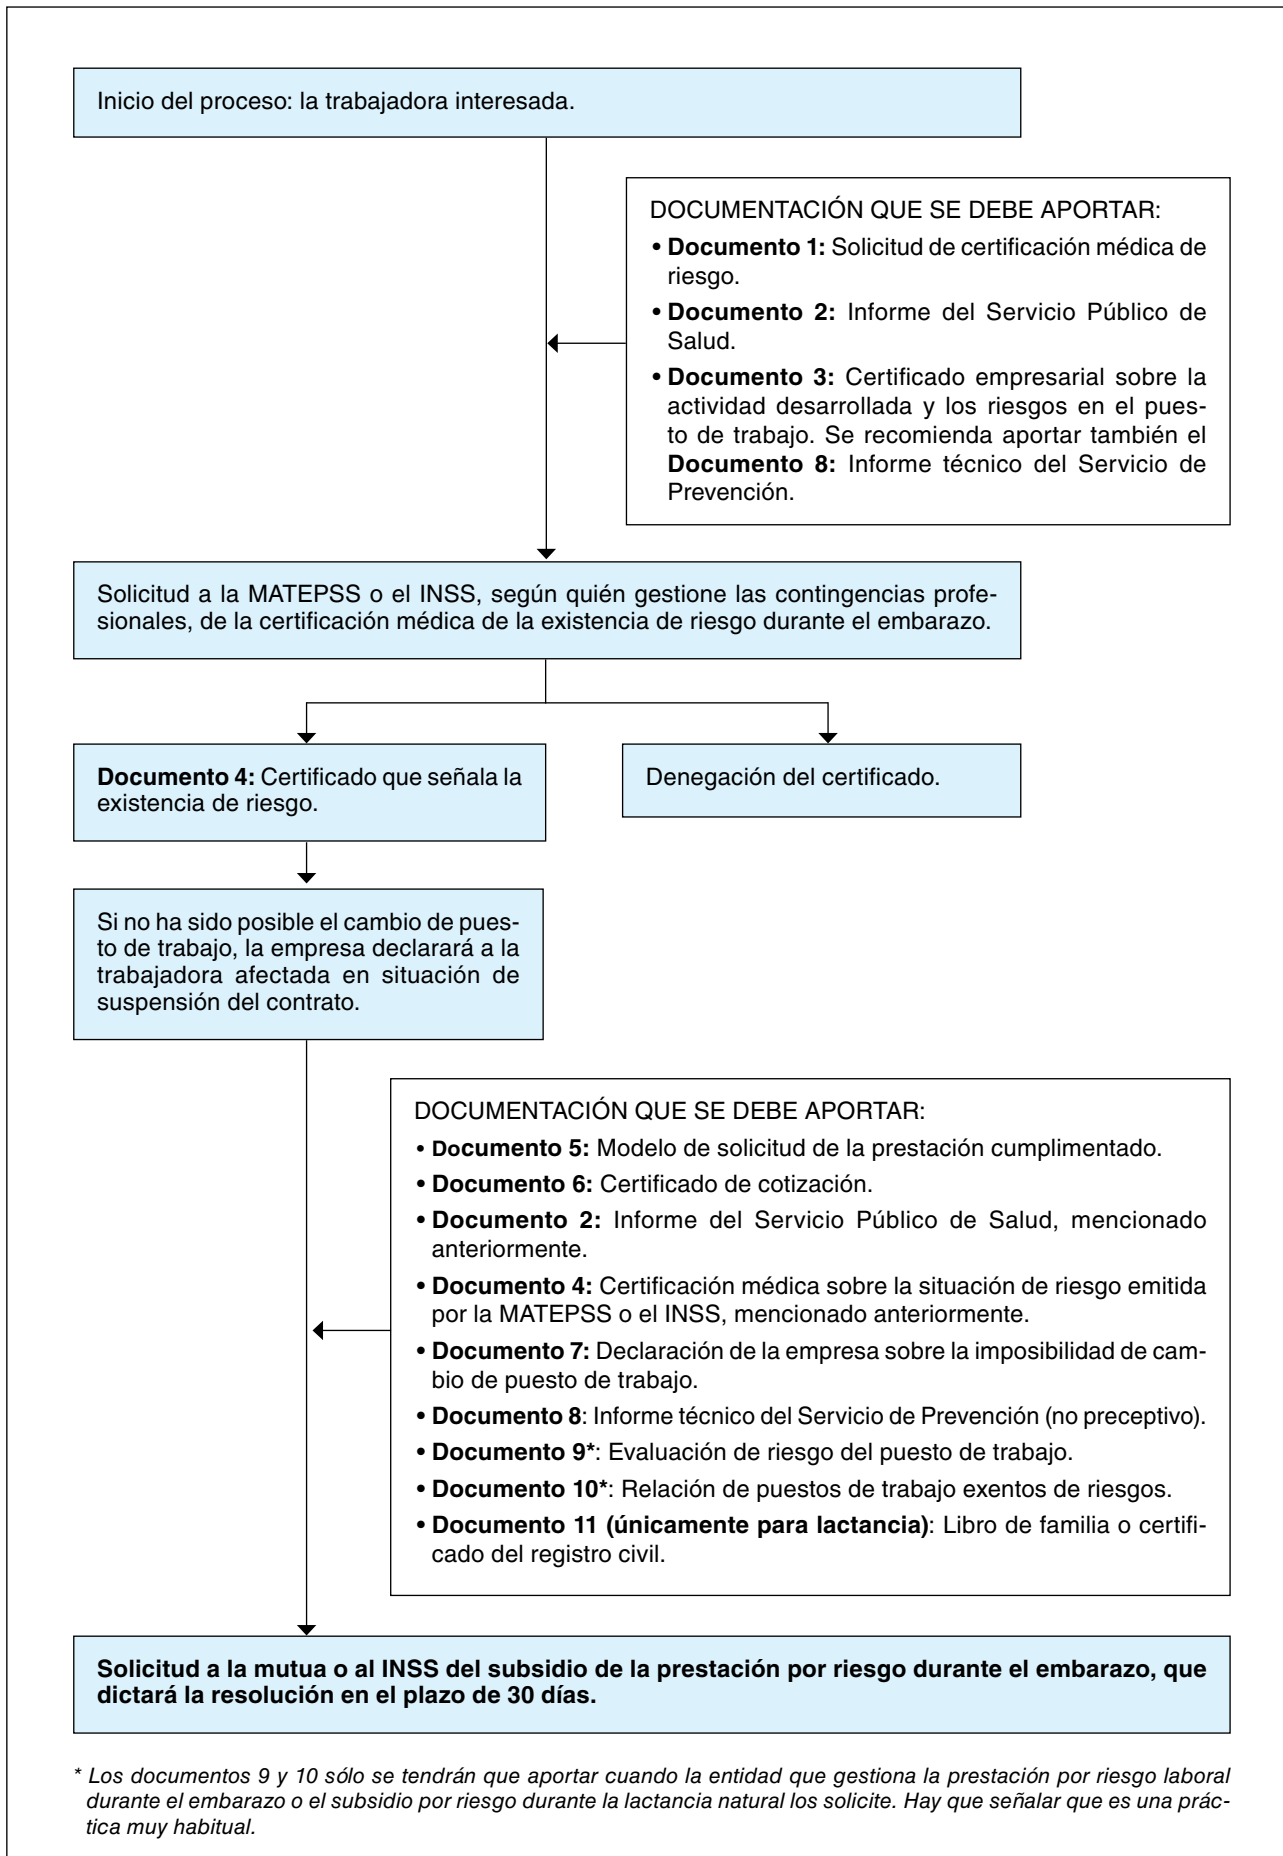 Inicio del proceso: la trabajadora interesada.
DOCUMENTACIÓN QUE SE DEBE APORTAR:
• Documento 1: Solicitud de certificación médica de
riesgo.
• Documento 2: Informe del Servicio Público de
Salud.
• Documento 3: Certificado empresarial sobre la
actividad desarrollada y los riesgos en el pues-
to de trabajo. Se recomienda aportar también el
Documento 8: Informe técnico del Servicio de
Prevención.
Solicitud a la MATEPSS o el INSS, según quién gestione las contingencias profe-
sionales, de la certificación médica de la existencia de riesgo durante el embarazo.
Documento 4: Certificado que señala la
existencia de riesgo.
Denegación del certificado.
Si no ha sido posible el cambio de pues-
to de trabajo, la empresa declarará a la
trabajadora afectada en situación de
suspensión del contrato.
DOCUMENTACIÓN QUE SE DEBE APORTAR:
• Documento 5: Modelo de solicitud de la prestación cumplimentado.
• Documento 6: Certificado de cotización.
• Documento 2: Informe del Servicio Público de Salud, mencionado
anteriormente.
• Documento 4: Certificación médica sobre la situación de riesgo emitida
por la MATEPSS o el INSS, mencionado anteriormente.
• Documento 7: Declaración de la empresa sobre la imposibilidad de cam-
bio de puesto de trabajo.
• Documento 8: Informe técnico del Servicio de Prevención (no preceptivo).
• Documento 9*: Evaluación de riesgo del puesto de trabajo.
• Documento 10*: Relación de puestos de trabajo exentos de riesgos.
• Documento 11 (únicamente para lactancia): Libro de familia o certifi-
cado del registro civil.
Solicitud a la mutua o al INSS del subsidio de la prestación por riesgo durante el embarazo, que
dictará la resolución en el plazo de 30 días.
* Los documentos 9 y 10 sólo se tendrán que aportar cuando la entidad que gestiona la prestación por riesgo laboral
durante el embarazo o el subsidio por riesgo durante la lactancia natural los solicite. Hay que señalar que es una prác-
tica muy habitual.